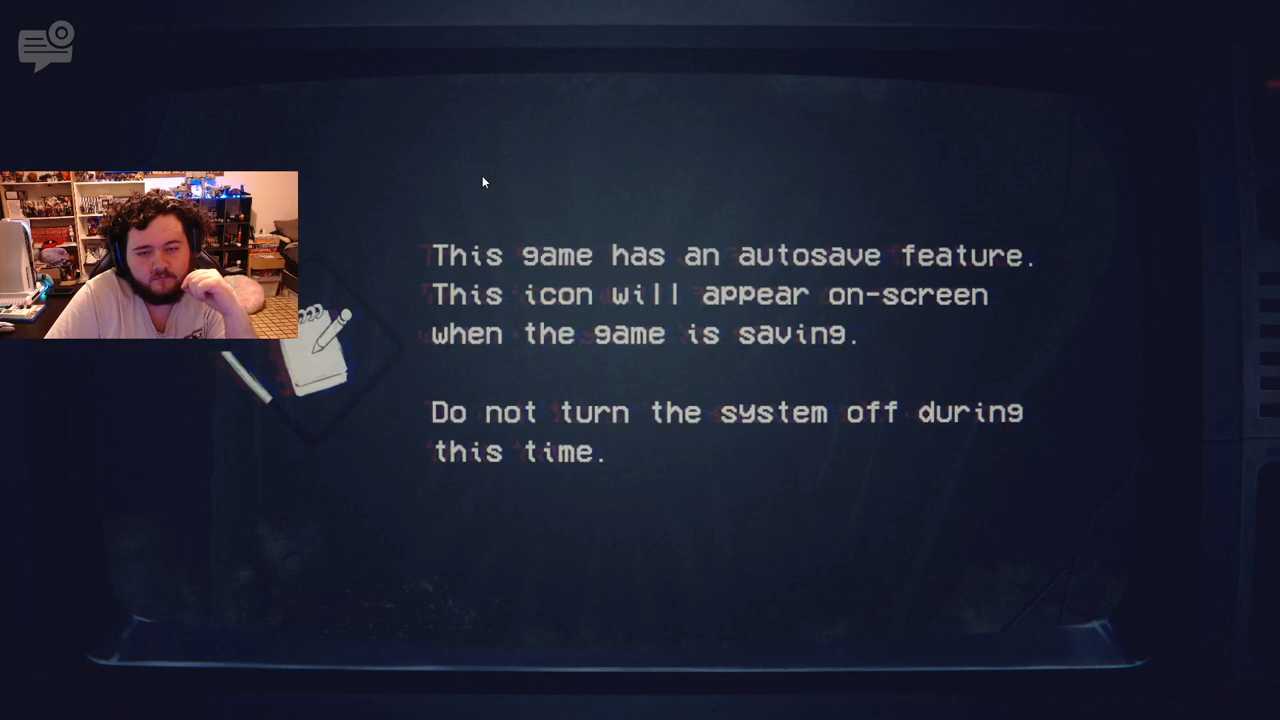 This game has an autosave feature.
This icon will appear on-screen
when the game is saving.
Do not turn the system off during
this time.